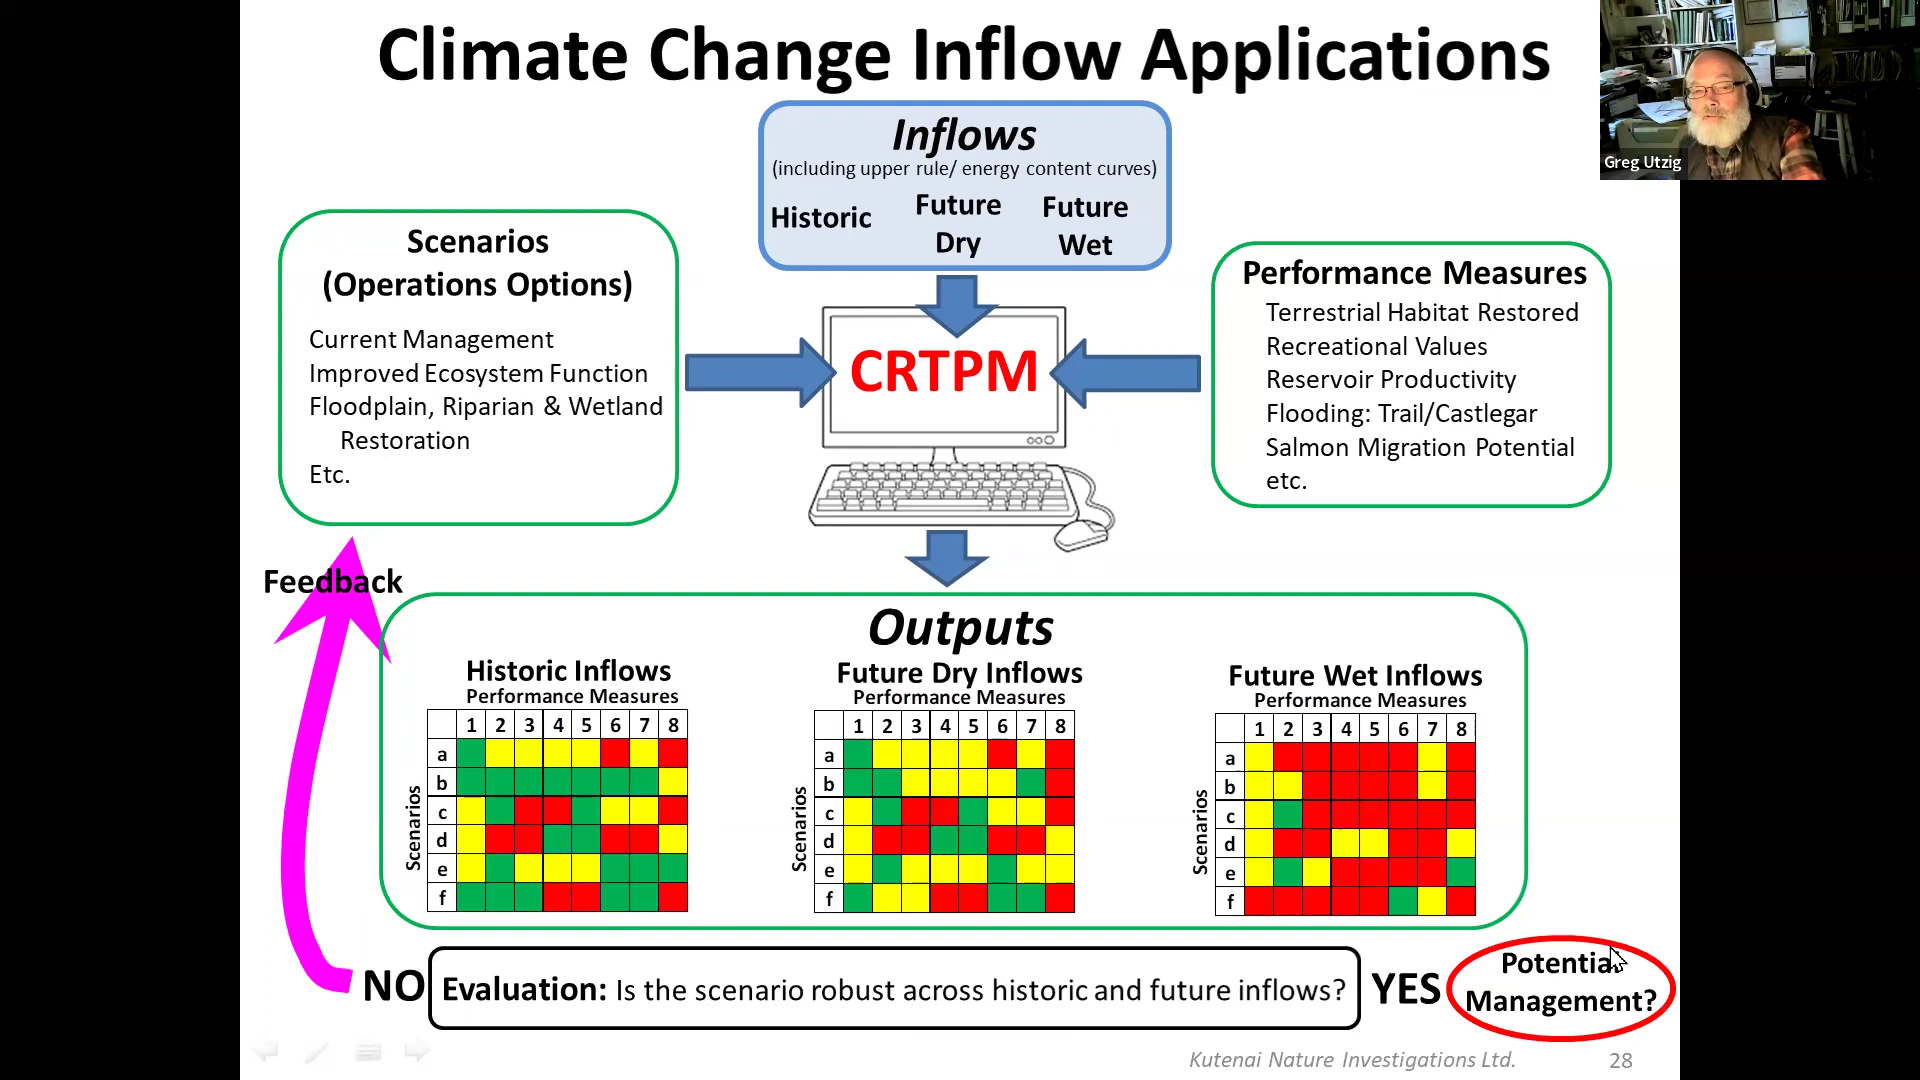 Climate Change Inflow Applications
Greg Utzig
Inflows
(including upper rule/ energy content curves)
Historic
Future
Dry
Future
Wet
Scenarios
(Operations Options)
Current Management
Improved Ecosystem Function
Floodplain, Riparian & Wetland
Restoration
Etc.
CRTPM
Performance Measures
Terrestrial Habitat Restored
Recreational Values
Reservoir Productivity
Flooding: Trail/Castlegar
Salmon Migration Potential
etc.
Feedback
Outputs
Historic Inflows
Performance Measures
1 2 3 4 5 6 7 8
Scenarios
a
b
c
d
e
f
Future Dry Inflows
Performance Measures
1 2 3 4 5 6 7 8
Scenarios
a
b
c
d
e
f
Future Wet Inflows
Performance Measures
1 2 3 4 5 6 7 8
Scenarios
a
b
c
d
e
f
NO
Evaluation: Is the scenario robust across historic and future inflows?
YES
Potential
Management?
Kutenai Nature Investigations Ltd.
28